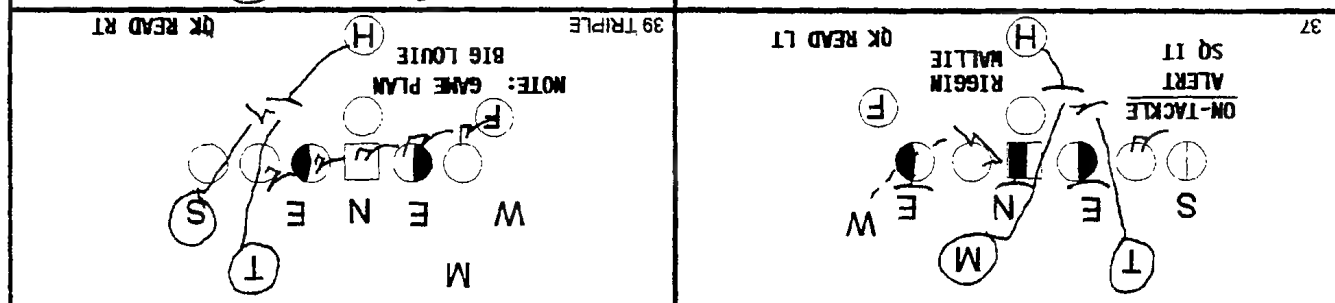 T M
S E N E W
ON-TACKLE
ALERT
SQ IT
RIGGIN
WALLIE
F
H
37
QK READ LT
M T
W E N E S
F
NOTE: GAME PLAN
BIG LOUIE
H
39 TRIPLE
QK READ RT